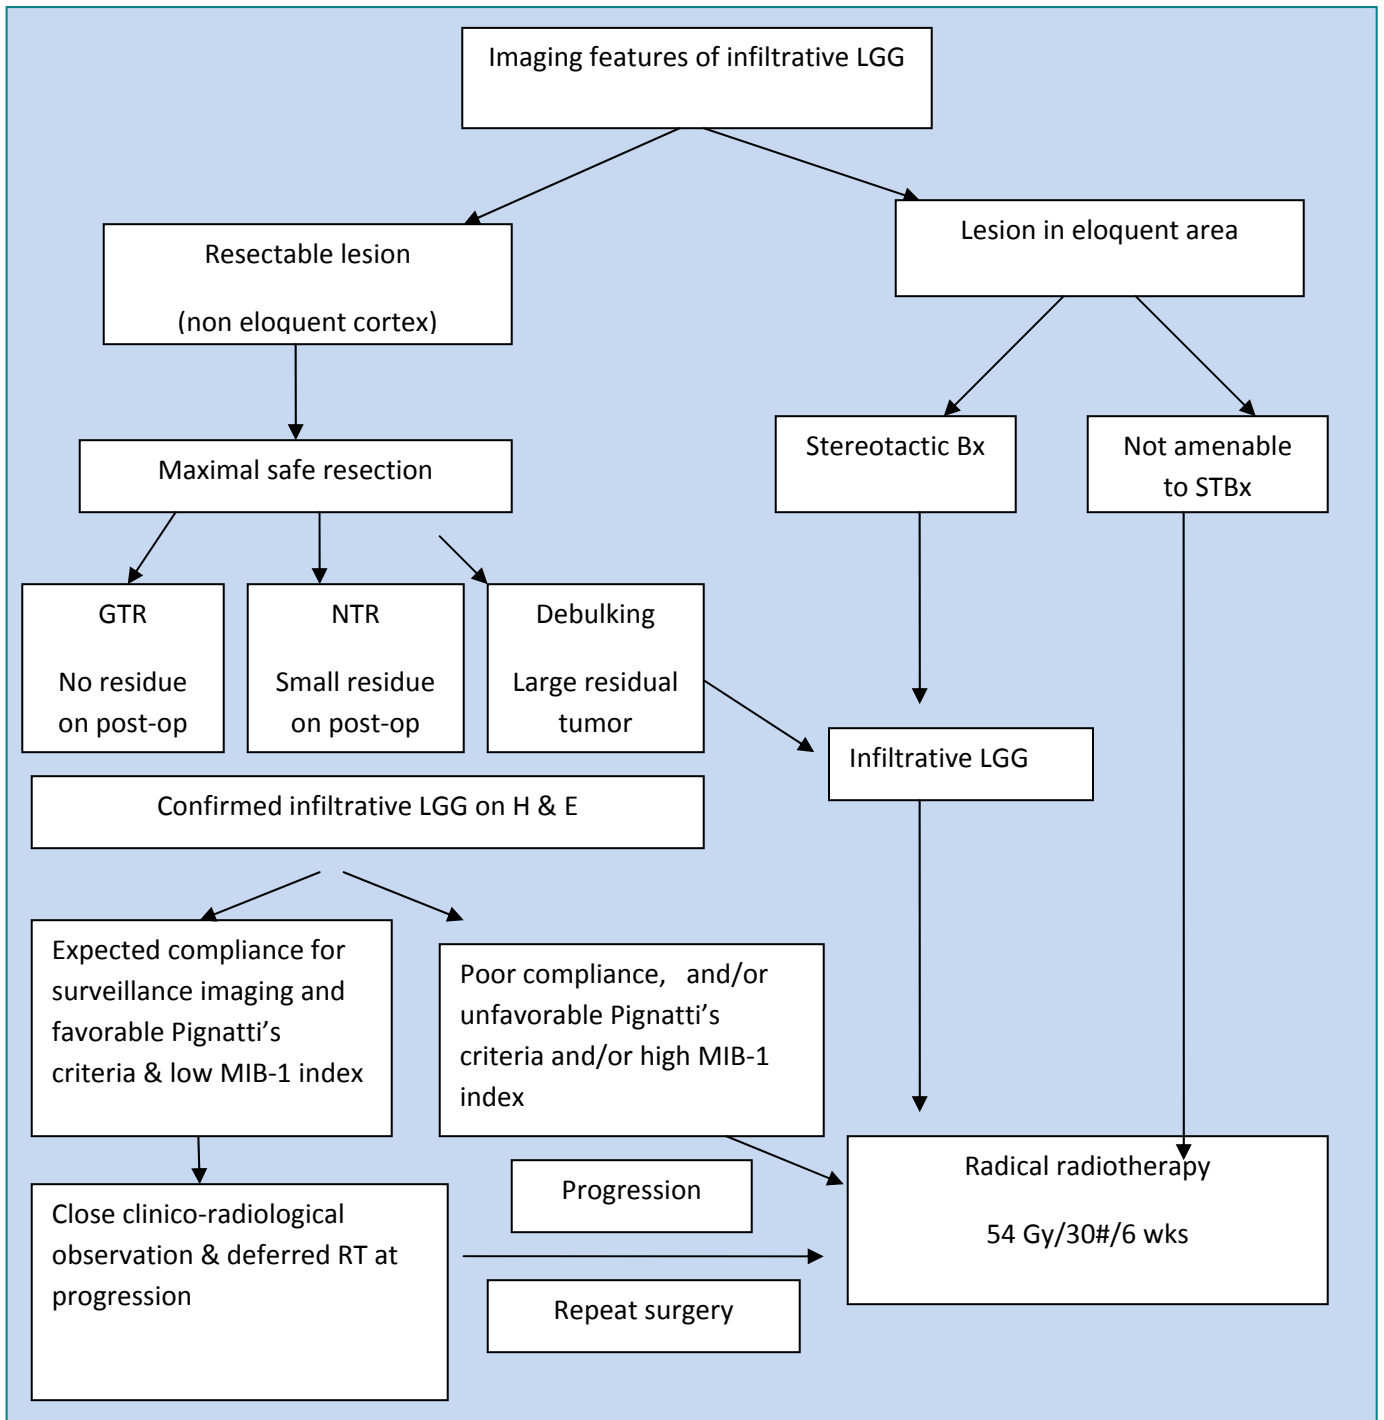 Imaging features of infiltrative LGG
Resectable lesion
(non eloquent cortex)
Lesion in eloquent area
Maximal safe resection
Stereotactic Bx
Not amenable
to STBx
GTR
No residue
on post-op
NTR
Small residue
on post-op
Debulking
Large residual
tumor
Infiltrative LGG
Confirmed infiltrative LGG on H & E
Expected compliance for
surveillance imaging and
favorable Pignatti’s
criteria & low MIB-1 index
Poor compliance, and/or
unfavorable Pignatti’s
criteria and/or high MIB-1
index
Close clinico-radiological
observation & deferred RT at
progression
Progression
Repeat surgery
Radical radiotherapy
54 Gy/30#/6 wks